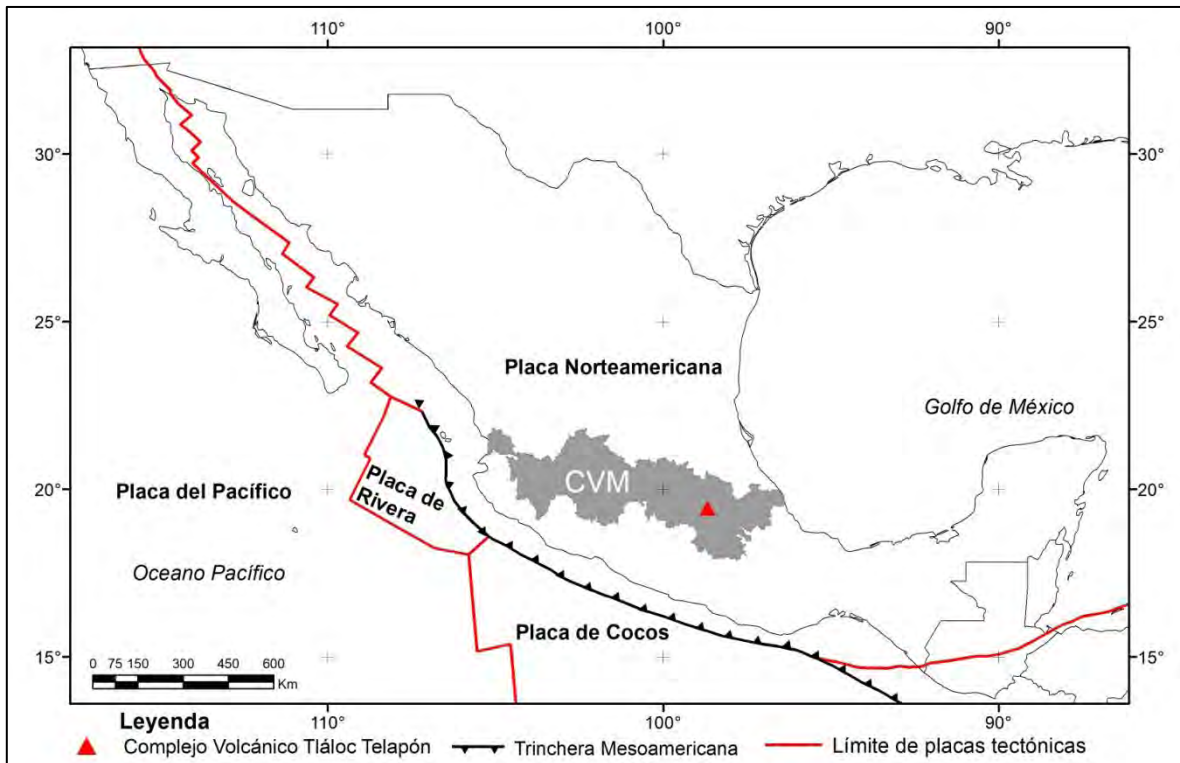 110° 100° 90°
30° 30°
25° 25°
Placa Norteamericana
Golfo de México
CVM
20° 20°
Placa del Pacífico
Placa de
Rivera
Oceano Pacífico
Placa de Cocos
15° 15°
0 75 150 300 450 600
Km
110° 100° 90°
Leyenda
Complejo Volcánico Tláloc Telapón Trinchera Mesoamericana Límite de placas tectónicas